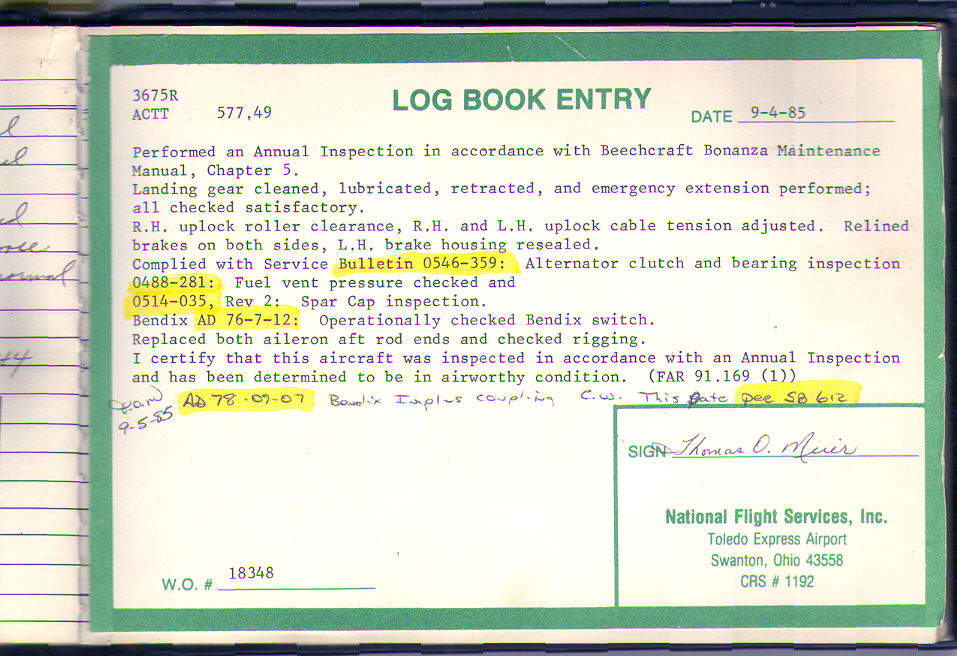 3675R
ACTT 577,49
LOG BOOK ENTRY
DATE 9-4-85
Performed an Annual Inspection in accordance with Beechcraft Bonanza Maintenance
Manual, Chapter 5.
Landing gear cleaned, lubricated, retracted, and emergency extension performed;
all checked satisfactory.
R.H. uplock roller clearance, R.H. and L.H. uplock cable tension adjusted. Relined
brakes on both sides, L.H. brake housing resealed.
Complied with Service Bulletin 0546-359: Alternator clutch and bearing inspection
0488-281: Fuel vent pressure checked and
0514-035, Rev 2: Spar Cap inspection.
Bendix AD 76-7-12: Operationally checked Bendix switch.
Replaced both aileron aft rod ends and checked rigging.
I certify that this aircraft was inspected in accordance with an Annual Inspection
and has been determined to be in airworthy condition. (FAR 91.169 (1))
AD 78-09-07 Bendix Implus coupling C.W. This Date per SB 612
9-5-85
SIGN Thomas O. Meier
National Flight Services, Inc.
Toledo Express Airport
Swanton, Ohio 43558
CRS # 1192
W.O. # 18348